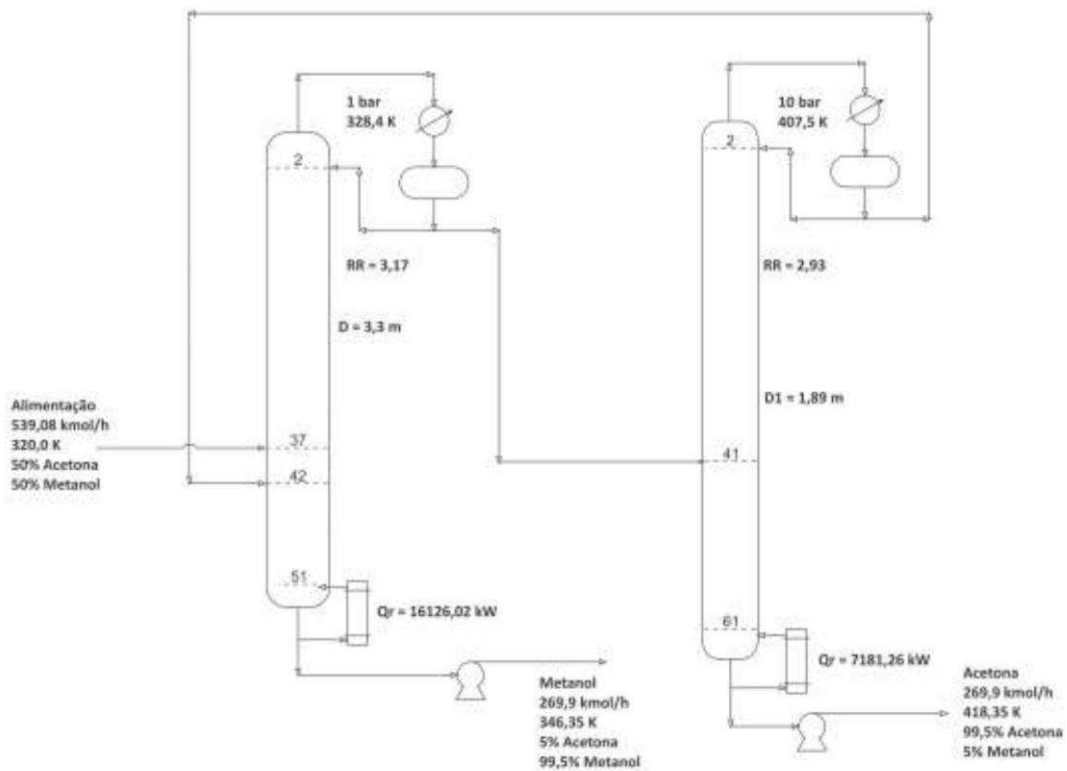 1 bar
328,4 K
2
RR = 3,17
D = 3,3 m
Alimentação
539,08 kmol/h
320,0 K
50% Acetona
50% Metanol
37
42
51
Qr = 16126,02 kW
Metanol
269,9 kmol/h
346,35 K
5% Acetona
99,5% Metanol
10 bar
407,5 K
2
RR = 2,93
D1 = 1,89 m
41
61
Qr = 7181,26 kW
Acetona
269,9 kmol/h
418,35 K
99,5% Acetona
5% Metanol